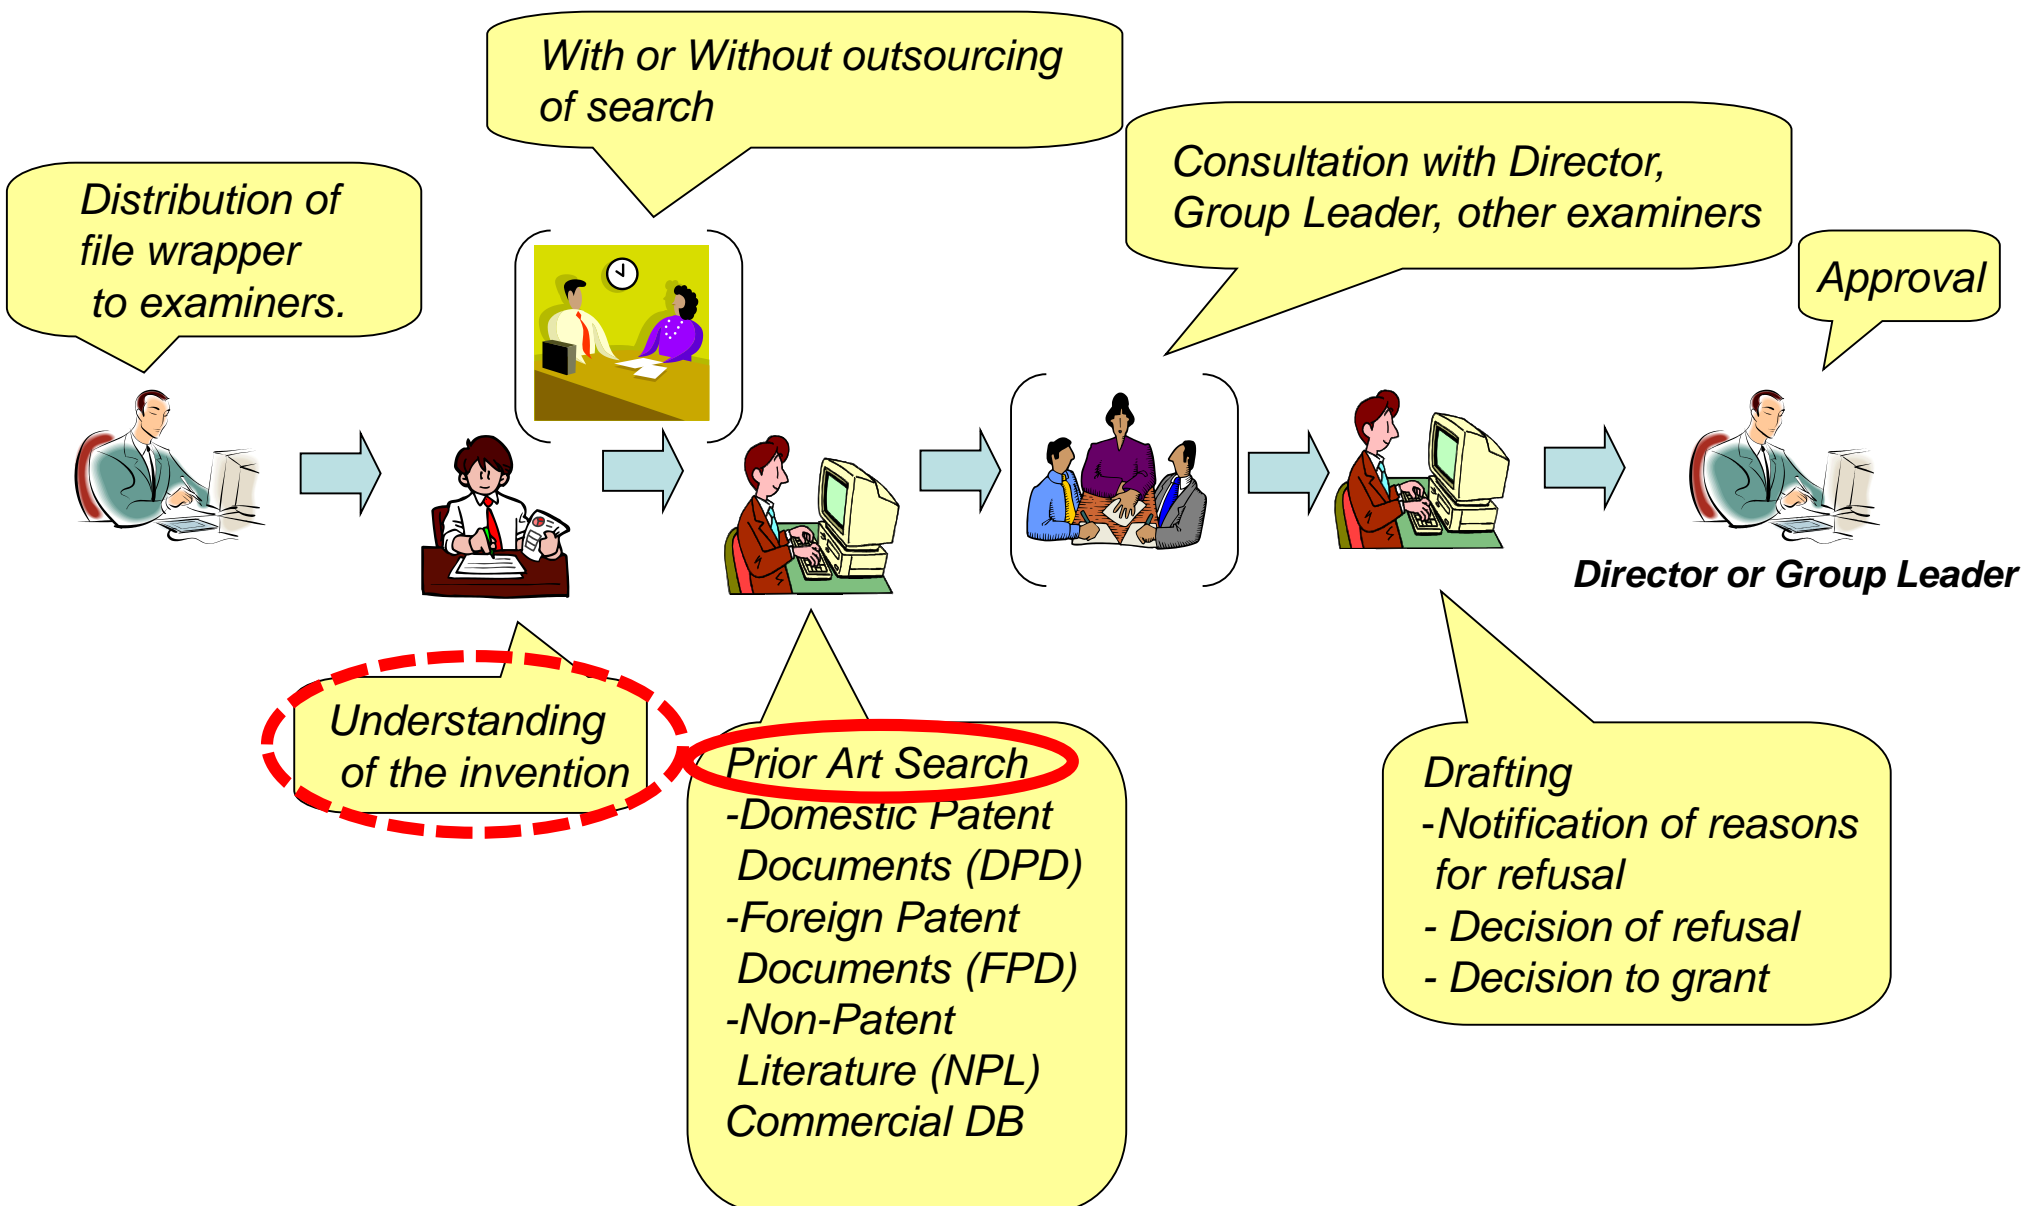 With or Without outsourcing
of search
Distribution of
file wrapper
to examiners.
Consultation with Director,
Group Leader, other examiners
Approval
Director or Group Leader
Understanding
of the invention
Prior Art Search
-Domestic Patent
Documents (DPD)
-Foreign Patent
Documents (FPD)
-Non-Patent
Literature (NPL)
Commercial DB
Drafting
-Notification of reasons
for refusal
- Decision of refusal
- Decision to grant